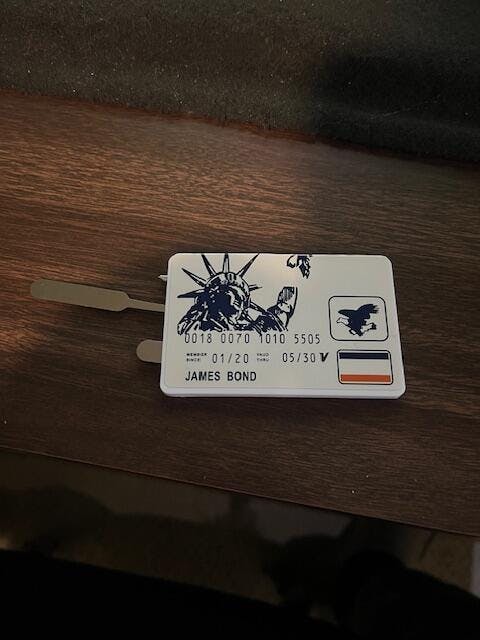 0018 0070 1010 5505
MEMBER SINCE: 01/20 VALID THRU 05/30 V
JAMES BOND